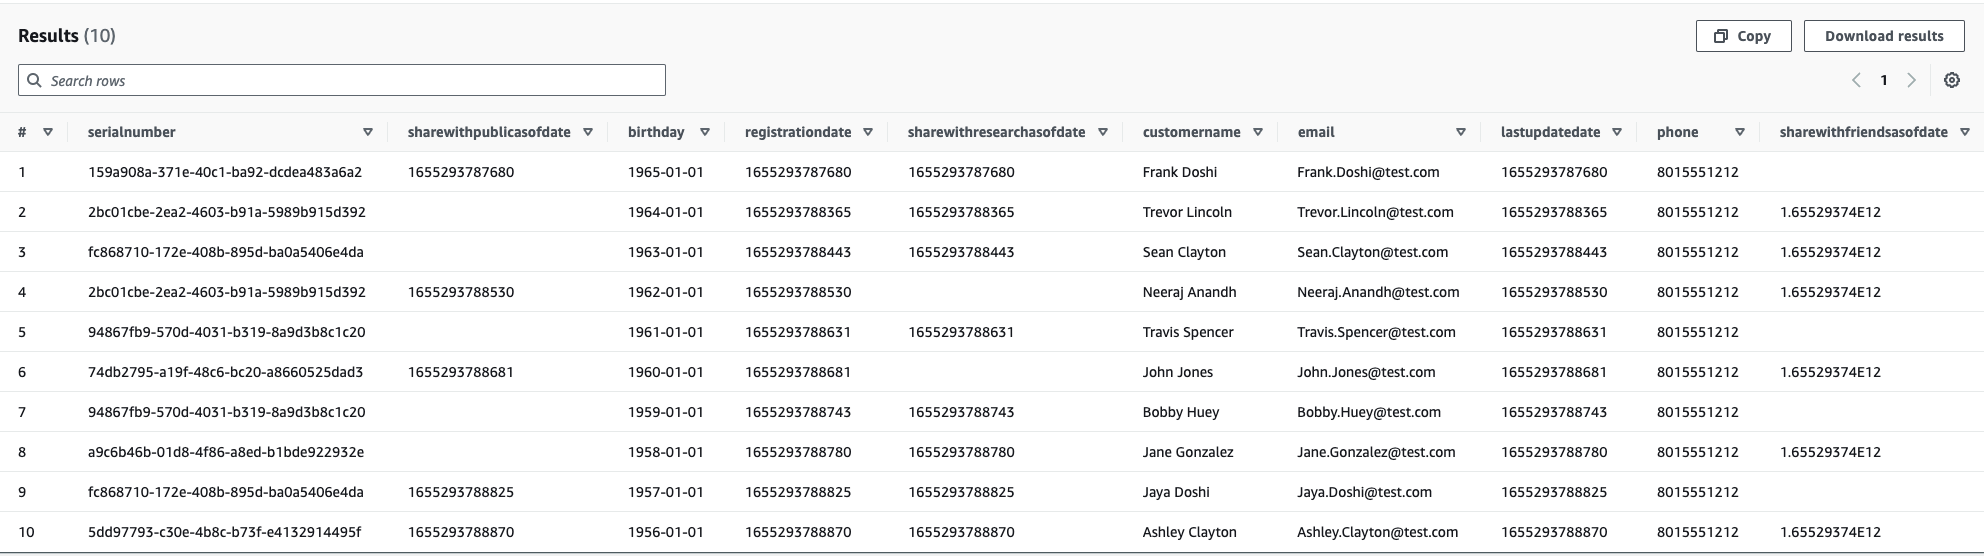 Results (10)
Copy
Download results
Search rows
1
# serialnumber sharewithpublicasofdate birthday registrationdate sharewithresearchasofdate customername email lastupdatedate phone sharewithfriendsasofdate
1 159a908a-371e-40c1-ba92-dcdea483a6a2 1655293787680 1965-01-01 1655293787680 1655293787680 Frank Doshi Frank.Doshi@test.com 1655293787680 8015551212
2 2bc01cbe-2ea2-4603-b91a-5989b915d392 1964-01-01 1655293788365 1655293788365 Trevor Lincoln Trevor.Lincoln@test.com 1655293788365 8015551212 1.65529374E12
3 fc868710-172e-408b-895d-ba0a5406e4da 1963-01-01 1655293788443 1655293788443 Sean Clayton Sean.Clayton@test.com 1655293788443 8015551212 1.65529374E12
4 2bc01cbe-2ea2-4603-b91a-5989b915d392 1655293788530 1962-01-01 1655293788530 Neeraj Anandh Neeraj.Anandh@test.com 1655293788530 8015551212 1.65529374E12
5 94867fb9-570d-4031-b319-8a9d3b8c1c20 1961-01-01 1655293788631 1655293788631 Travis Spencer Travis.Spencer@test.com 1655293788631 8015551212
6 74db2795-a19f-48c6-bc20-a8660525dad3 1655293788681 1960-01-01 1655293788681 John Jones John.Jones@test.com 1655293788681 8015551212 1.65529374E12
7 94867fb9-570d-4031-b319-8a9d3b8c1c20 1959-01-01 1655293788743 1655293788743 Bobby Huey Bobby.Huey@test.com 1655293788743 8015551212
8 a9c6b46b-01d8-4f86-a8ed-b1bde922932e 1958-01-01 1655293788780 1655293788780 Jane Gonzalez Jane.Gonzalez@test.com 1655293788780 8015551212 1.65529374E12
9 fc868710-172e-408b-895d-ba0a5406e4da 1655293788825 1957-01-01 1655293788825 1655293788825 Jaya Doshi Jaya.Doshi@test.com 1655293788825 8015551212
10 5dd97793-c30e-4b8c-b73f-e4132914495f 1655293788870 1956-01-01 1655293788870 1655293788870 Ashley Clayton Ashley.Clayton@test.com 1655293788870 8015551212 1.65529374E12